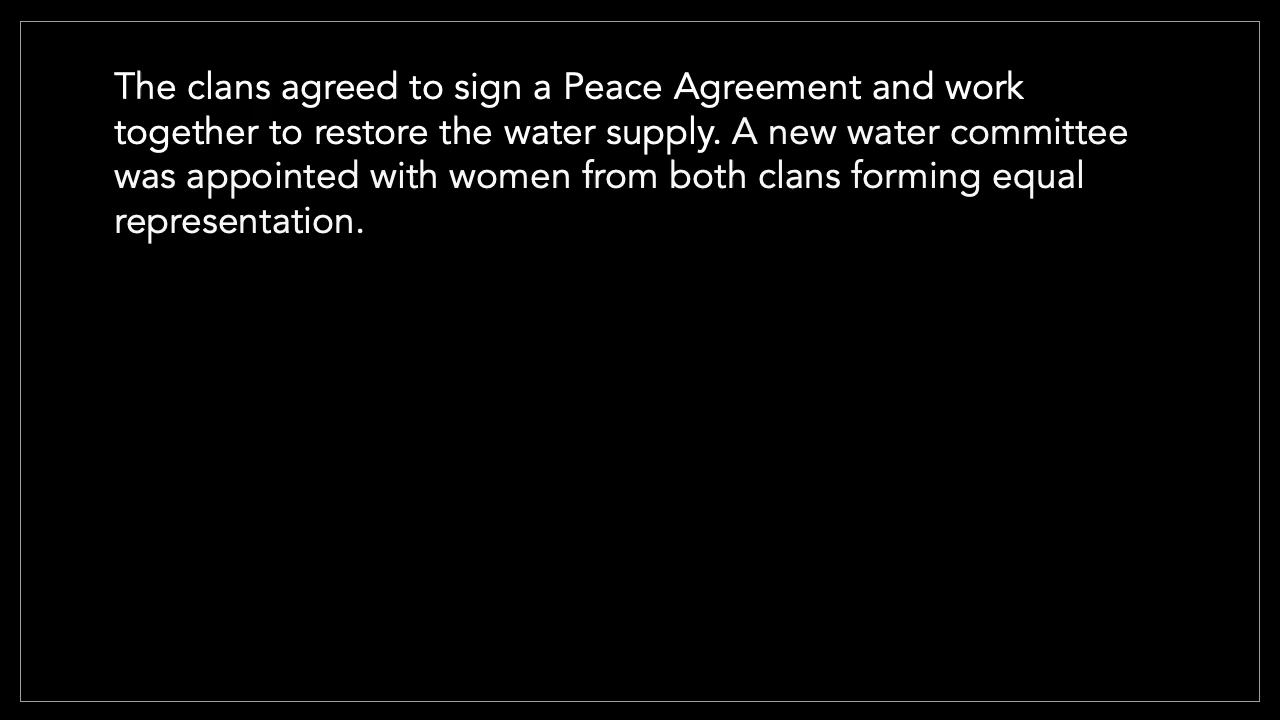 The clans agreed to sign a Peace Agreement and work
together to restore the water supply. A new water committee
was appointed with women from both clans forming equal
representation.